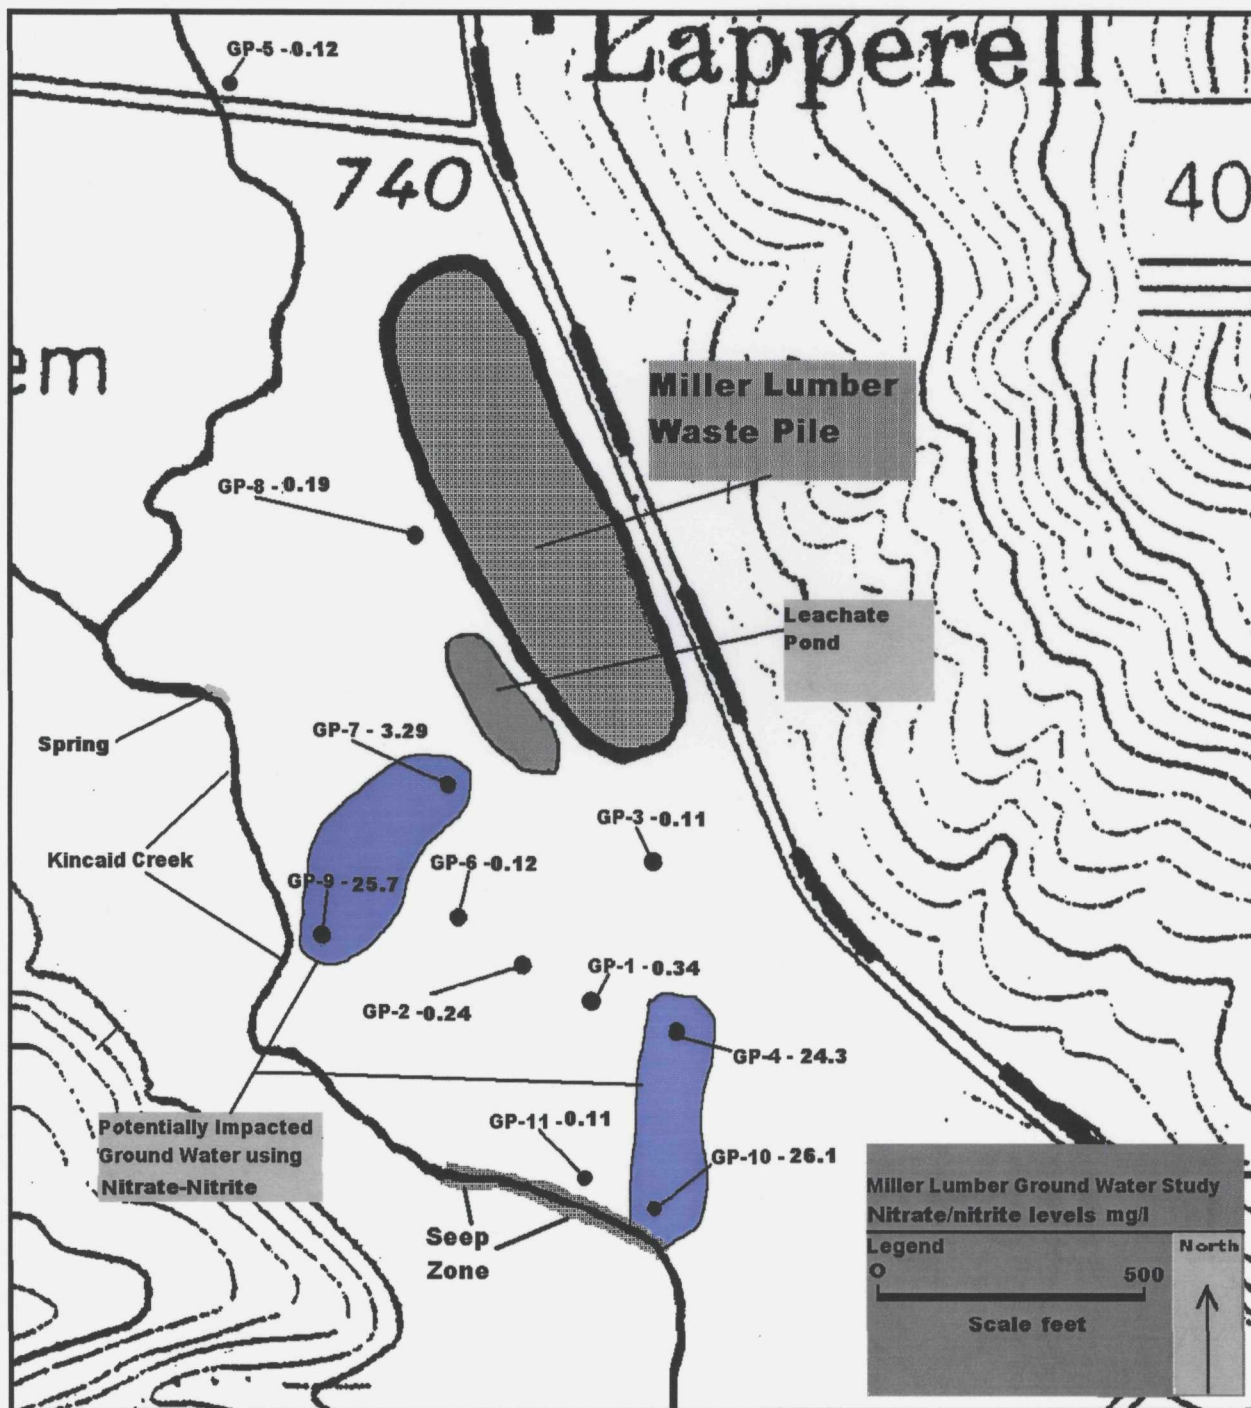 GP-5 -0.12
Lapperell
740
40
em
Miller Lumber
Waste Pile
GP-8 -0.19
Leachate
Pond
Spring
GP-7 - 3.29
GP-3 -0.11
Kincaid Creek
GP-6 -0.12
GP-9 - 25.7
GP-1 -0.34
GP-2 -0.24
GP-4 - 24.3
Potentially Impacted
Ground Water using
Nitrate-Nitrite
GP-11 -0.11
GP-10 - 26.1
Seep
Zone
Miller Lumber Ground Water Study
Nitrate/nitrite levels mg/l
Legend
0 500
Scale feet
North